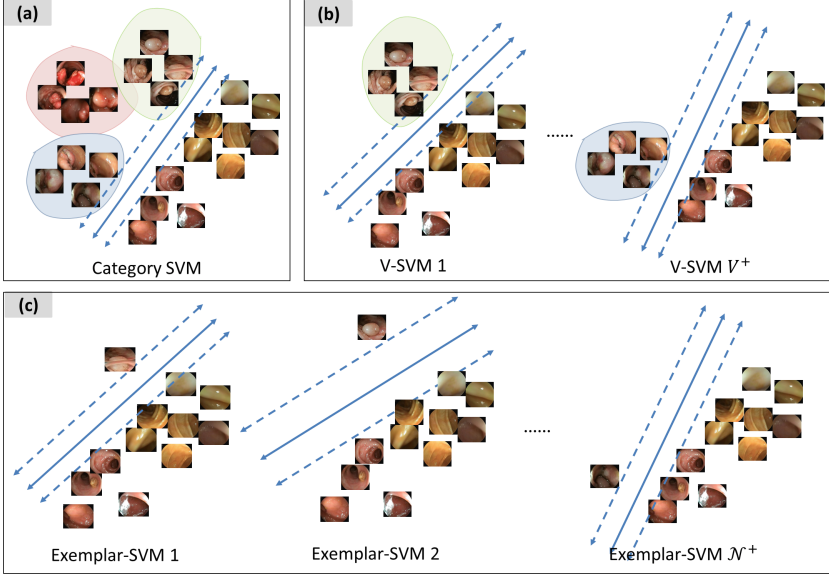 (a)
Category SVM
(b)
......
V-SVM 1
V-SVM V⁺
(c)
......
Exemplar-SVM 1
Exemplar-SVM 2
Exemplar-SVM 𝒩⁺